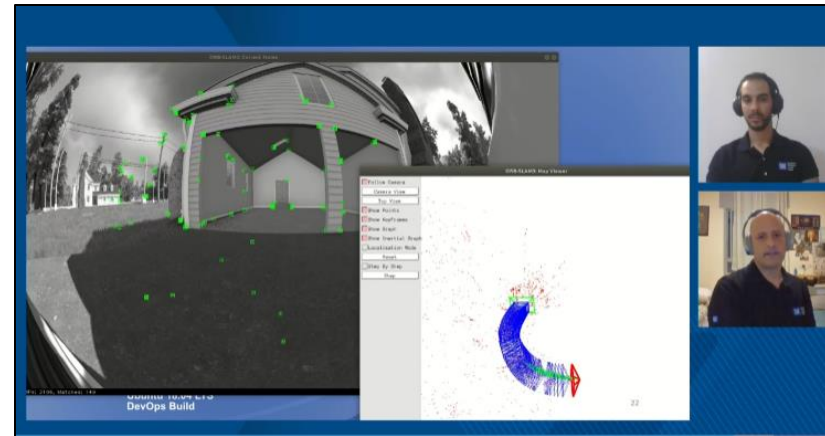 ORB-SLAM3: Current Frame
ORB-SLAM3: Map Viewer
Follow Camera
Camera View
Top View
Show Points
Show KeyFrames
Show Graph
Show Inertial Graph
Localization Mode
Reset
Step By Step
Step
22
Ubuntu 18.04 LTS
DevOps Build